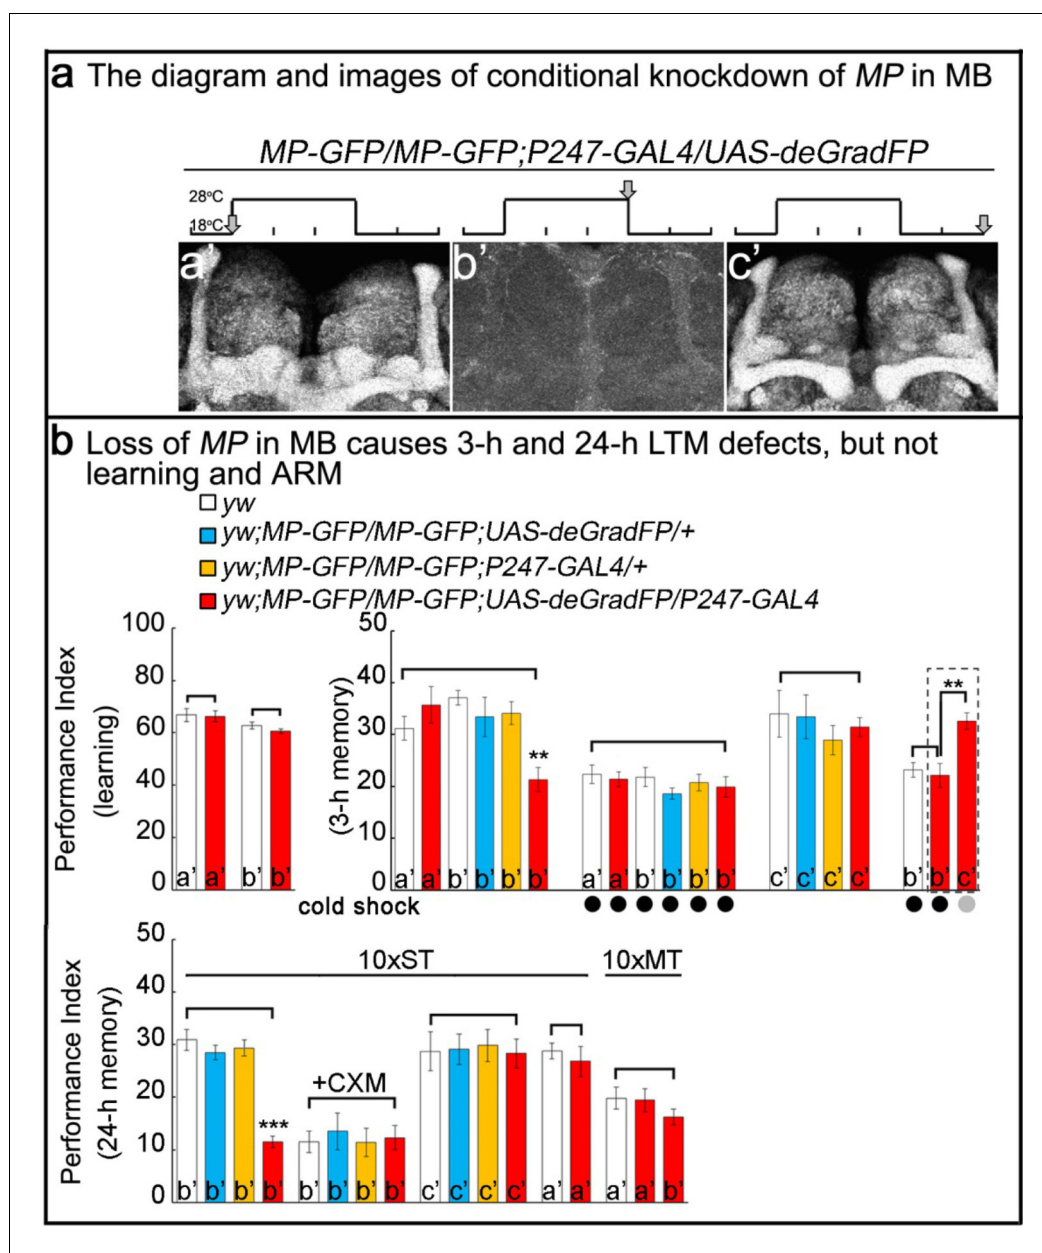 a The diagram and images of conditional knockdown of MP in MB
MP-GFP/MP-GFP;P247-GAL4/UAS-deGradFP
28°C
18°C
a’ b’ c’
b Loss of MP in MB causes 3-h and 24-h LTM defects, but not
learning and ARM
yw
yw;MP-GFP/MP-GFP;UAS-deGradFP/+
yw;MP-GFP/MP-GFP;P247-GAL4/+
yw;MP-GFP/MP-GFP;UAS-deGradFP/P247-GAL4
Performance Index
(learning)
100
80
60
40
20
0
a’ a’ b’ b’
(3-h memory)
50
40
30
20
10
0
**
**
a’ a’ b’ b’ b’ b’ a’ a’ b’ b’ b’ b’ c’ c’ c’ c’ b’ b’ c’
cold shock
Performance Index
(24-h memory)
50
40
30
20
10
0
10xST 10xMT
+CXM
***
b’ b’ b’ b’ b’ b’ b’ b’ c’ c’ c’ c’ a’ a’ a’ a’ b’